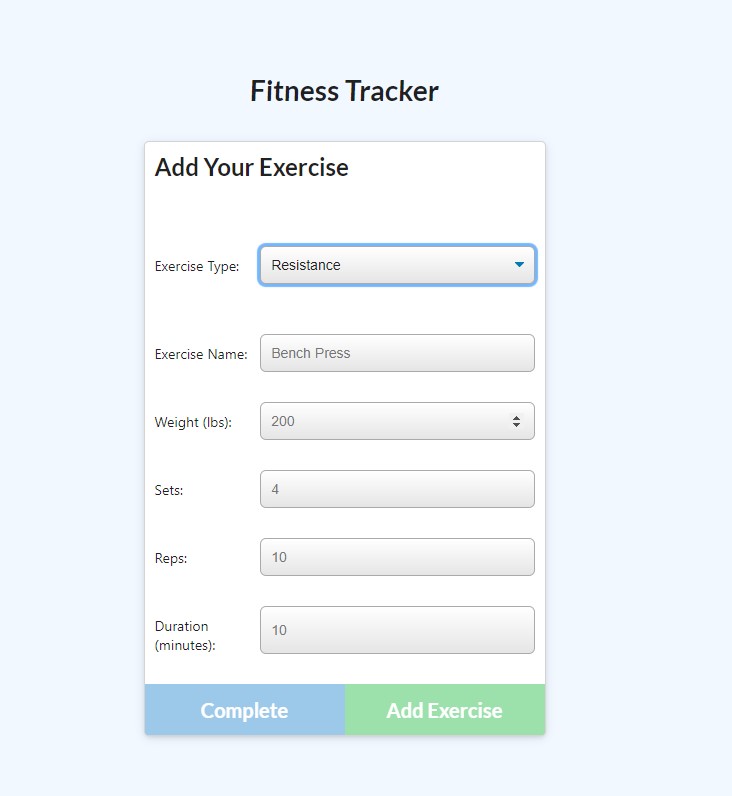 Fitness Tracker
Add Your Exercise
Exercise Type: Resistance
Exercise Name: Bench Press
Weight (lbs): 200
Sets: 4
Reps: 10
Duration
(minutes): 10
Complete Add Exercise